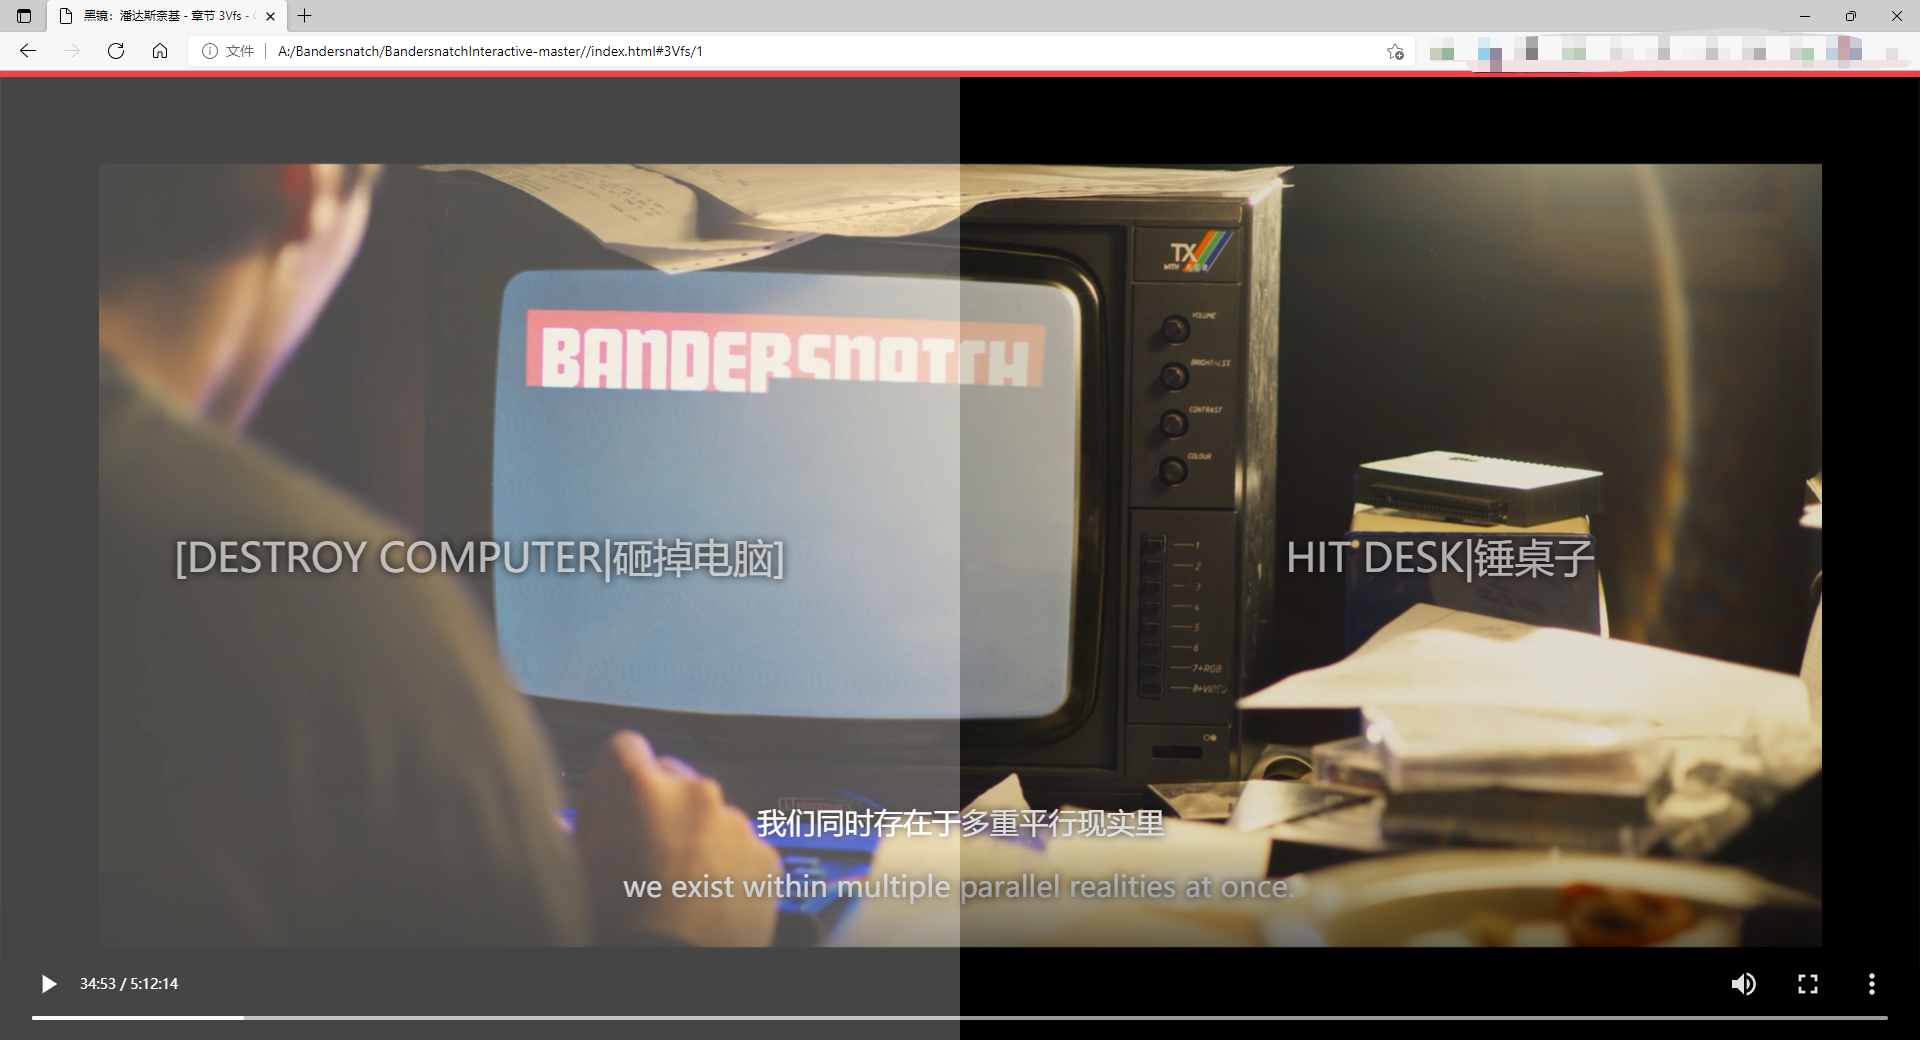 黑镜：潘达斯奈基 - 章节 3Vfs -
文件
A:/Bandersnatch/BandersnatchInteractive-master//index.html#3Vfs/1
TX
WITH RGB
BANDERSNATCH
VOLUME
BRIGHTNESS
CONTRAST
COLOUR
[DESTROY COMPUTER|砸掉电脑]
HIT DESK|锤桌子
1
2
3
4
5
6
7+RGB
8+VIDEO
我们同时存在于多重平行现实里
we exist within multiple parallel realities at once.
34:53 / 5:12:14